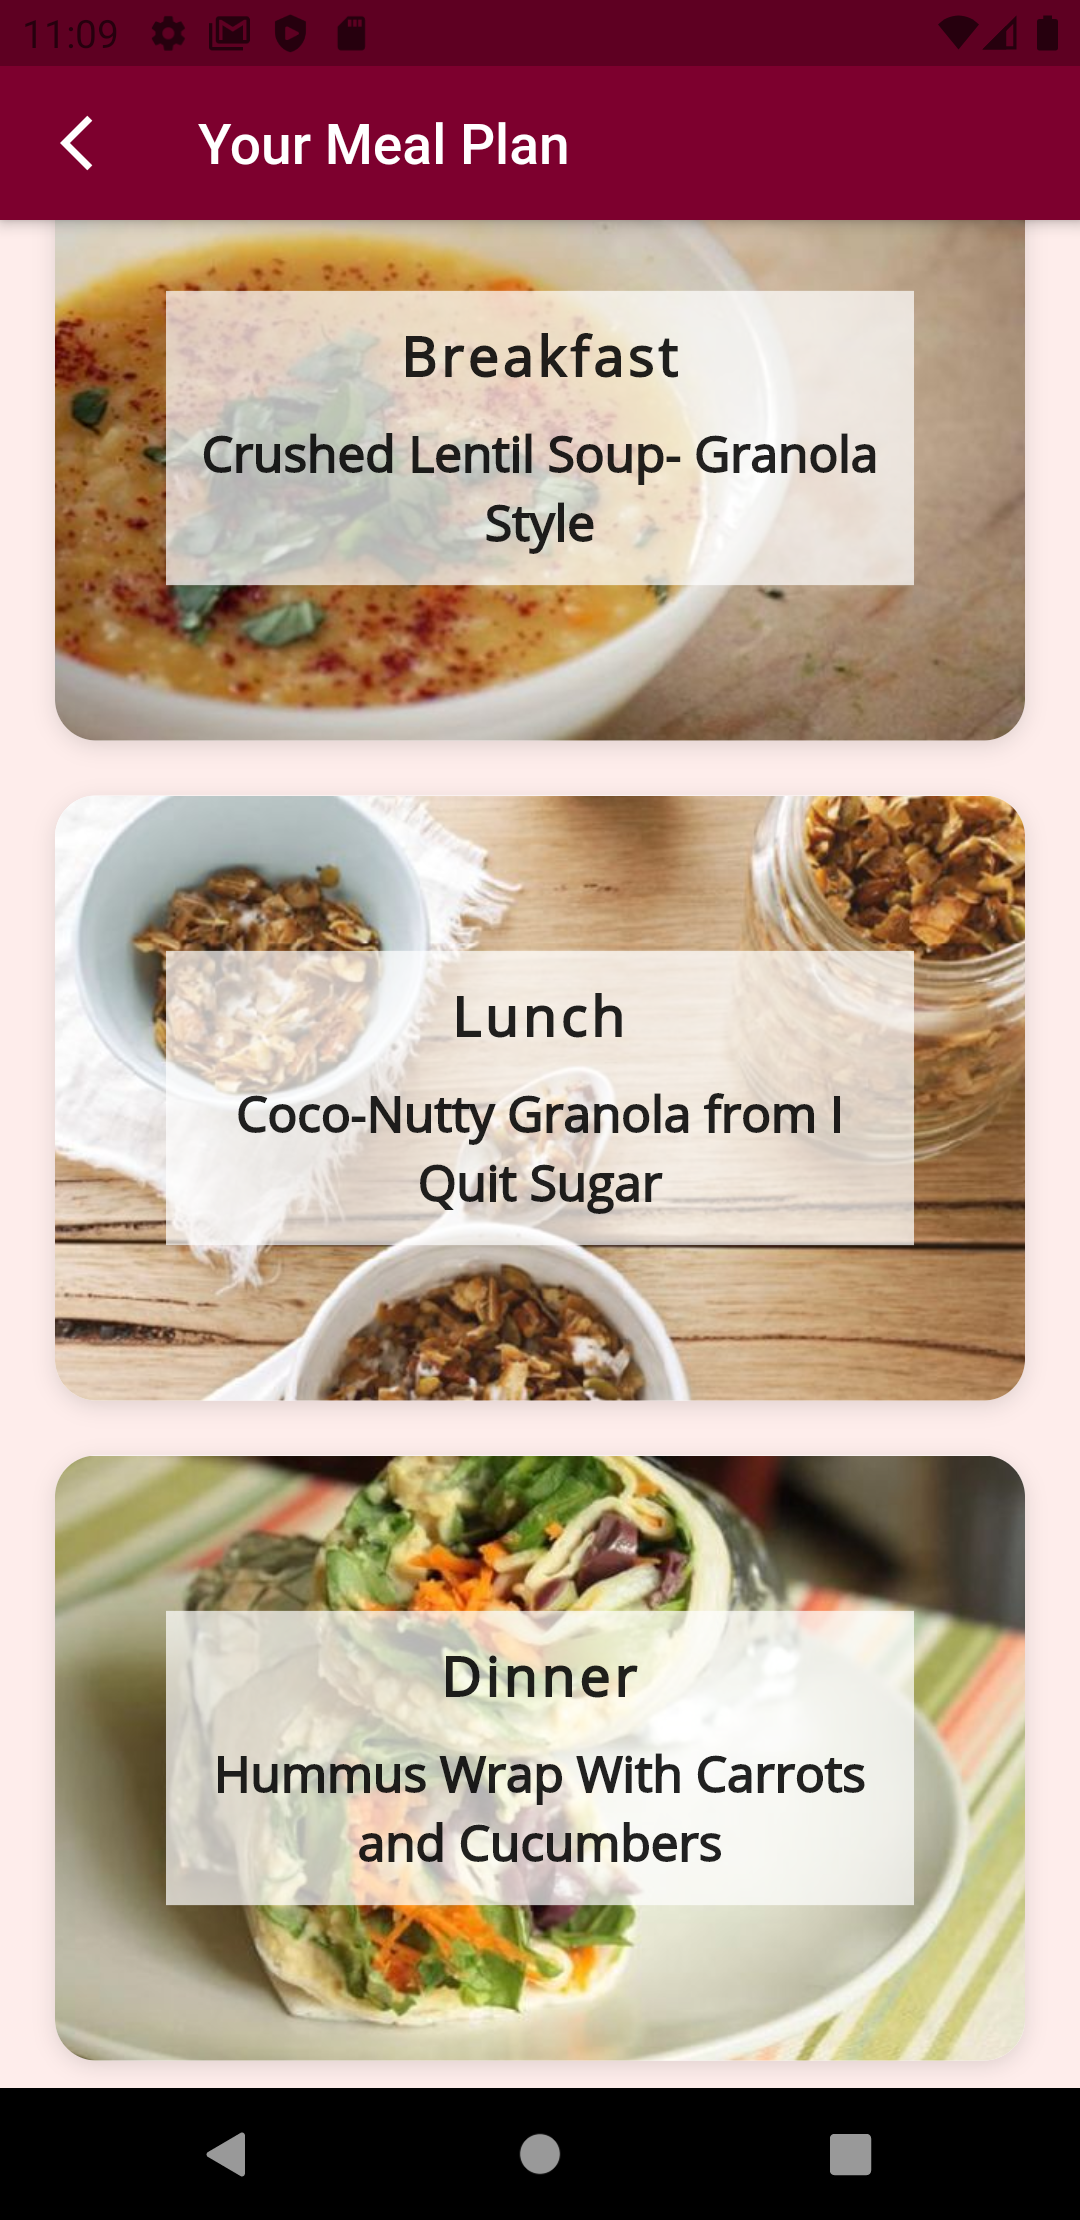 11:09
Your Meal Plan
Breakfast
Crushed Lentil Soup- Granola
Style
Lunch
Coco-Nutty Granola from I
Quit Sugar
Dinner
Hummus Wrap With Carrots
and Cucumbers